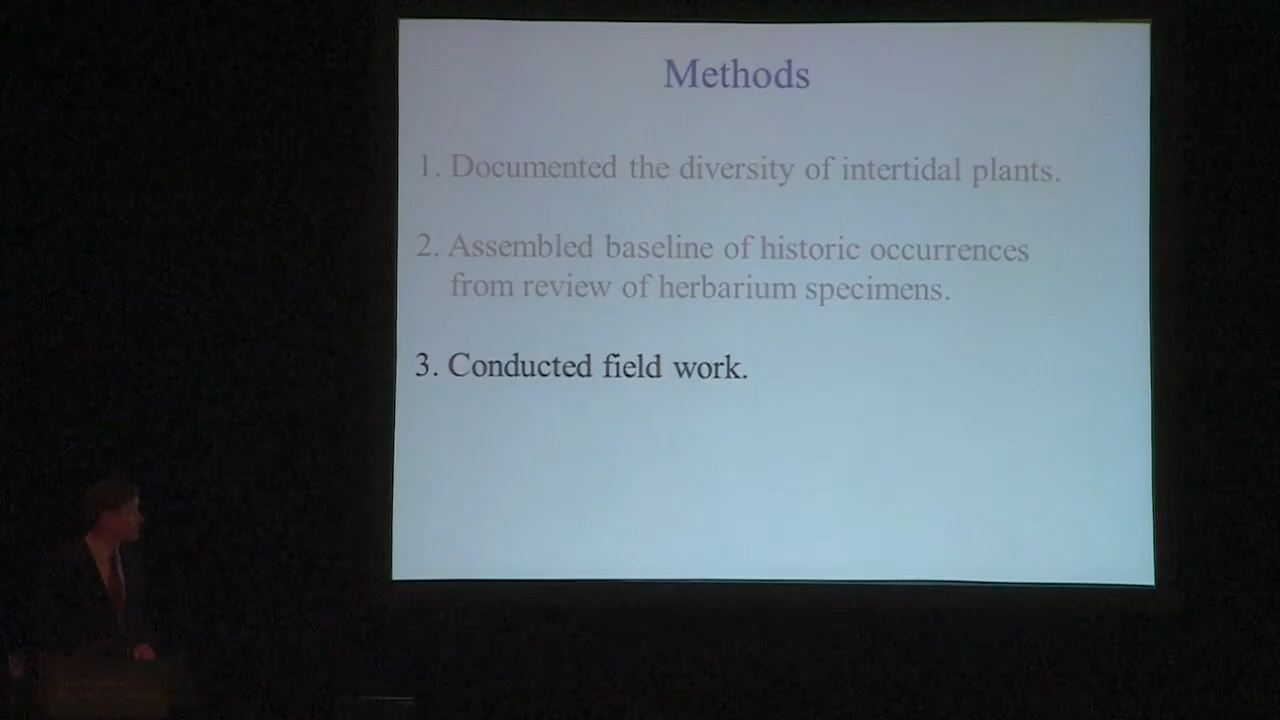 Methods
1. Documented the diversity of intertidal plants.
2. Assembled baseline of historic occurrences
from review of herbarium specimens.
3. Conducted field work.